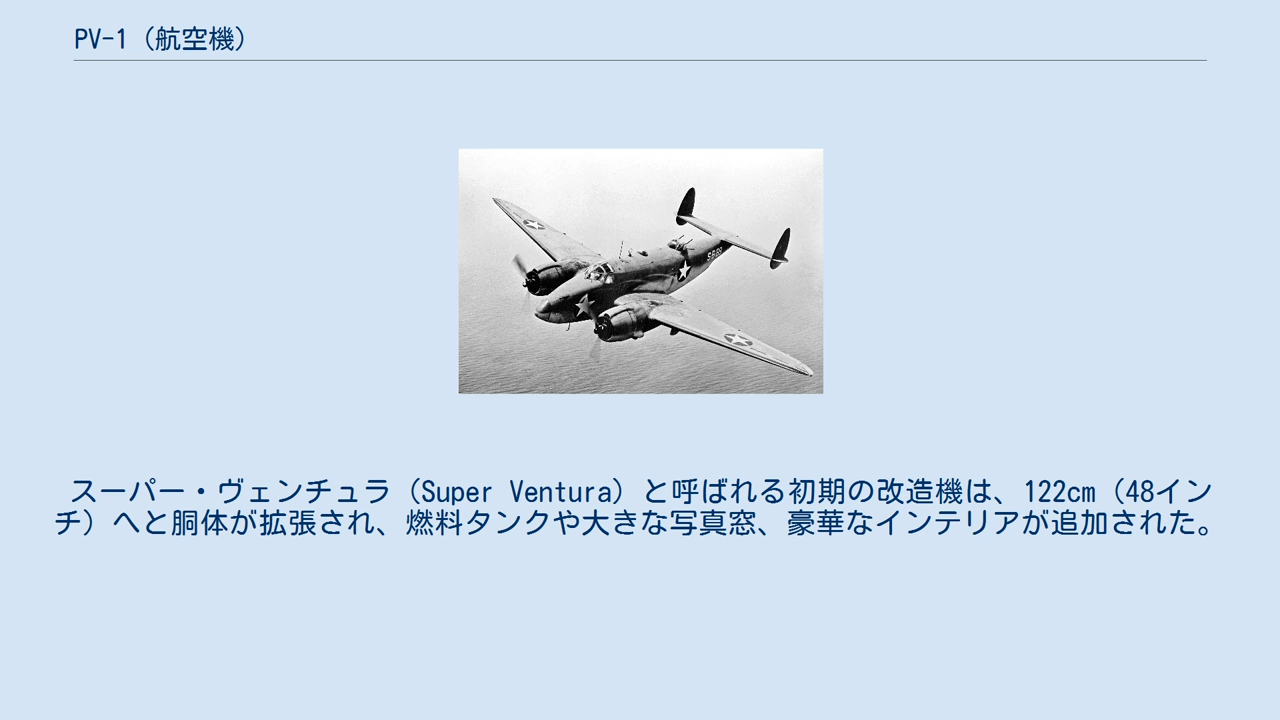 PV-1（航空機）
スーパー・ヴェンチュラ（Super Ventura）と呼ばれる初期の改造機は、122cm（48イン
チ）へと胴体が拡張され、燃料タンクや大きな写真窓、豪華なインテリアが追加された。